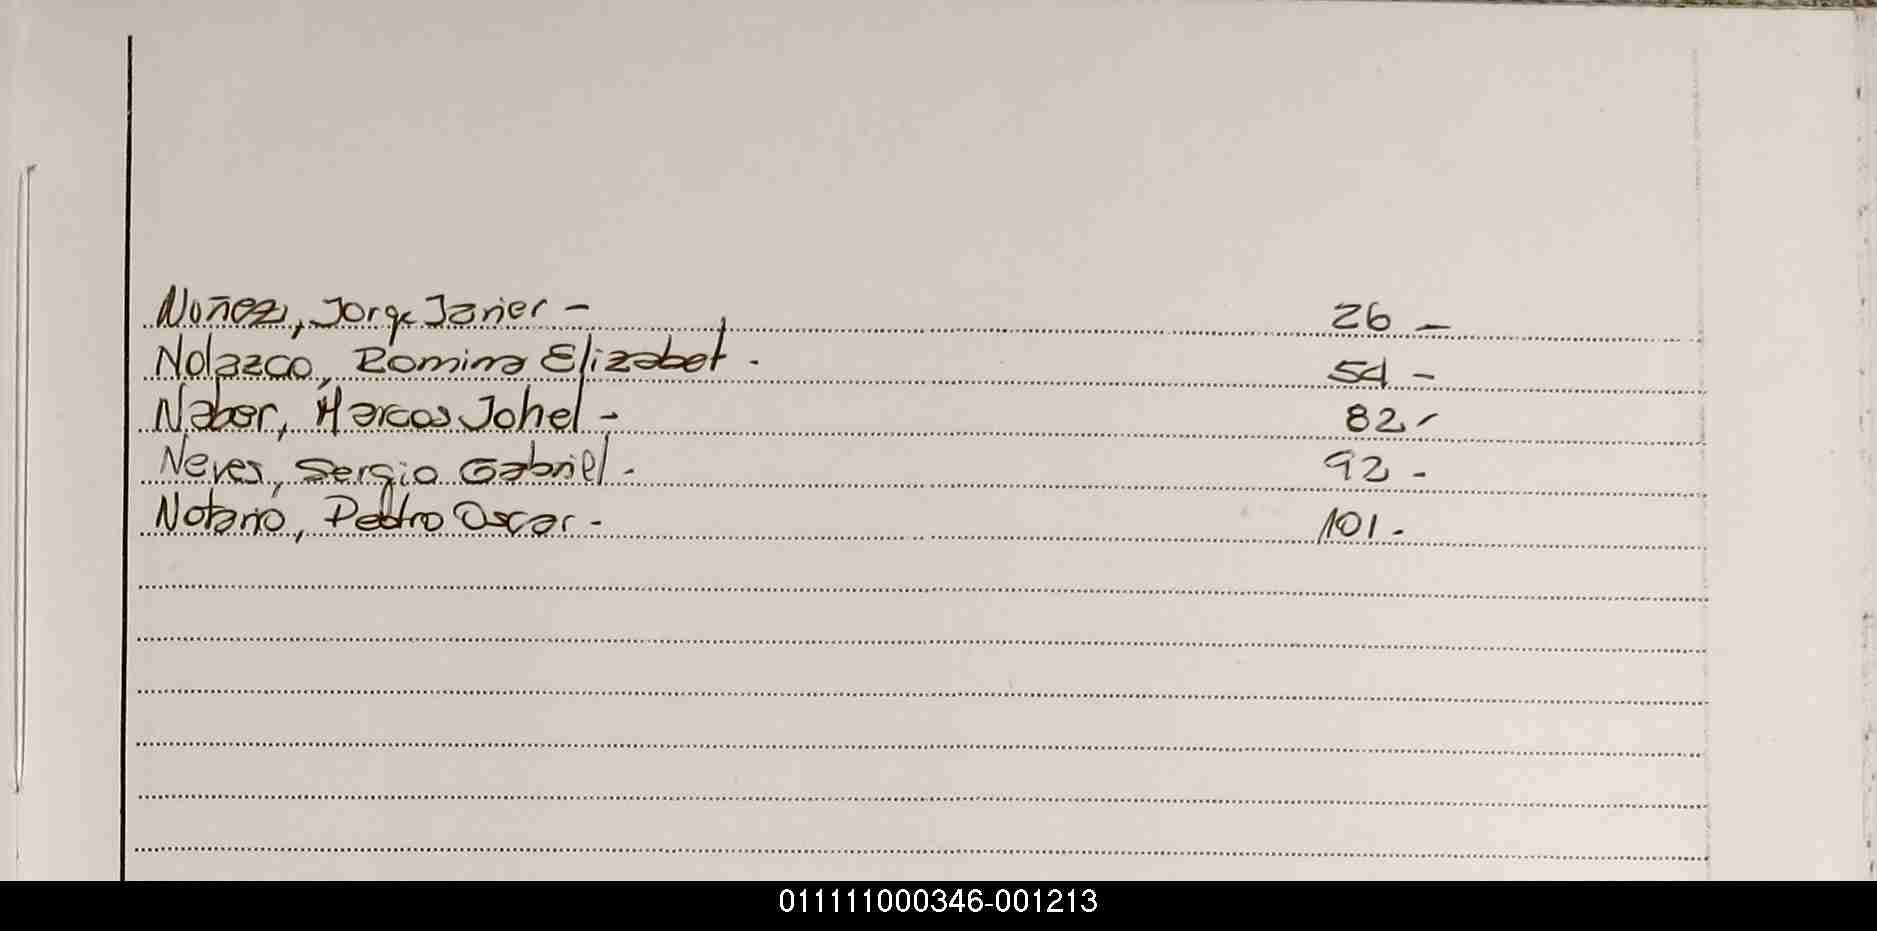 Nuñez, Jorge Javier - 26 -
Nolazco, Romina Elizabet - 54 -
Nabor, Marcos Johel - 82 -
Neves, Sergio Gabriel - 92 -
Notario, Pedro Oscar - 101 -
011111000346-001213